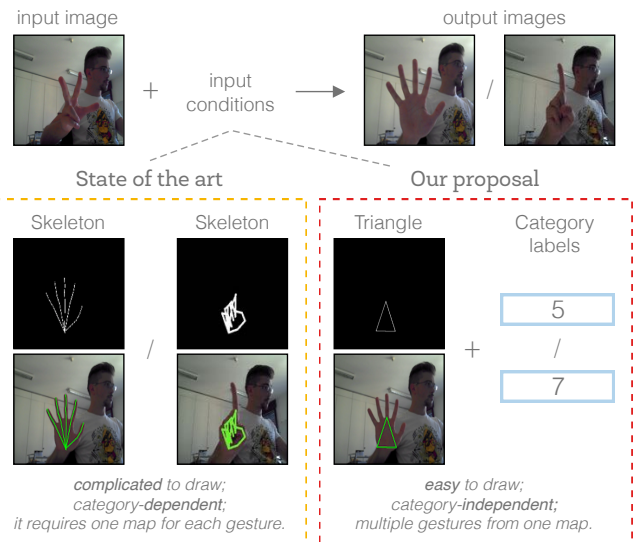 input image
output images
+
input
conditions
/
State of the art
Our proposal
Skeleton
/
Skeleton
Triangle
+
Category
labels
5
/
7
complicated to draw;
category-dependent;
it requires one map for each gesture.
easy to draw;
category-independent;
multiple gestures from one map.